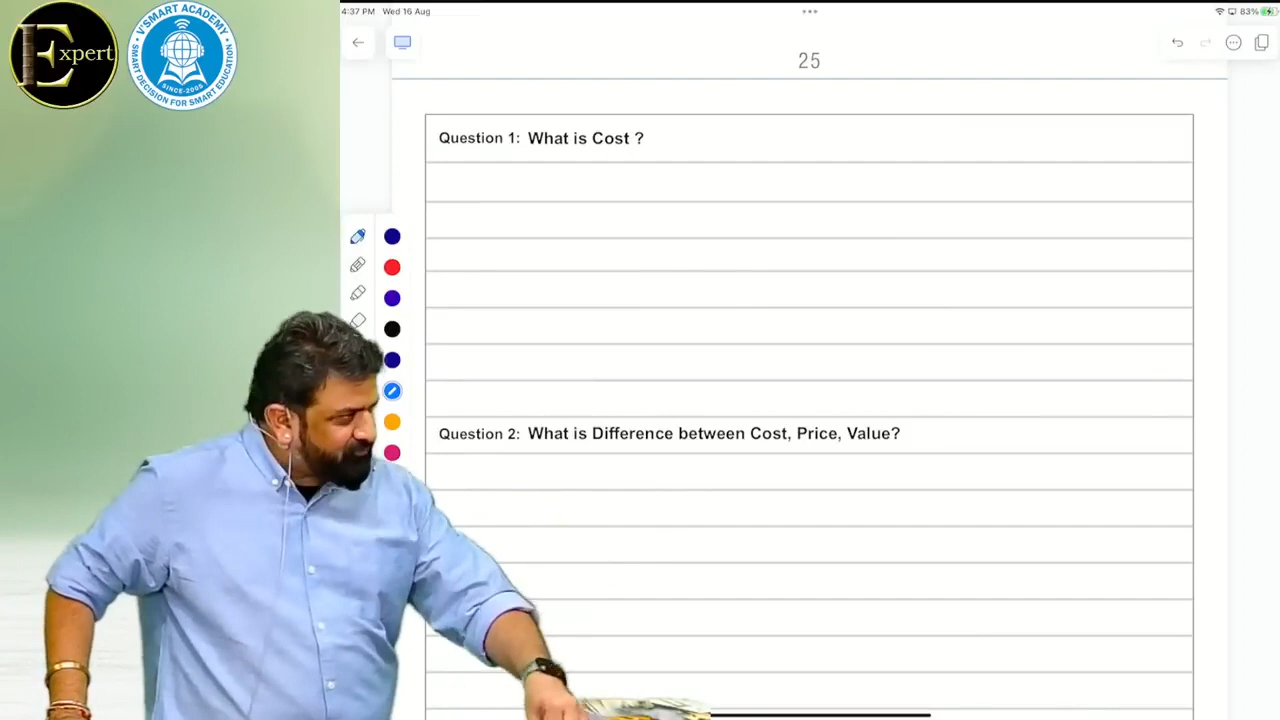 Expert
V'SMART ACADEMY
SINCE-2009
SMART DECISION FOR SMART EDUCATION
4:37 PM Wed 16 Aug
83%
25
Question 1: What is Cost ?
Question 2: What is Difference between Cost, Price, Value?